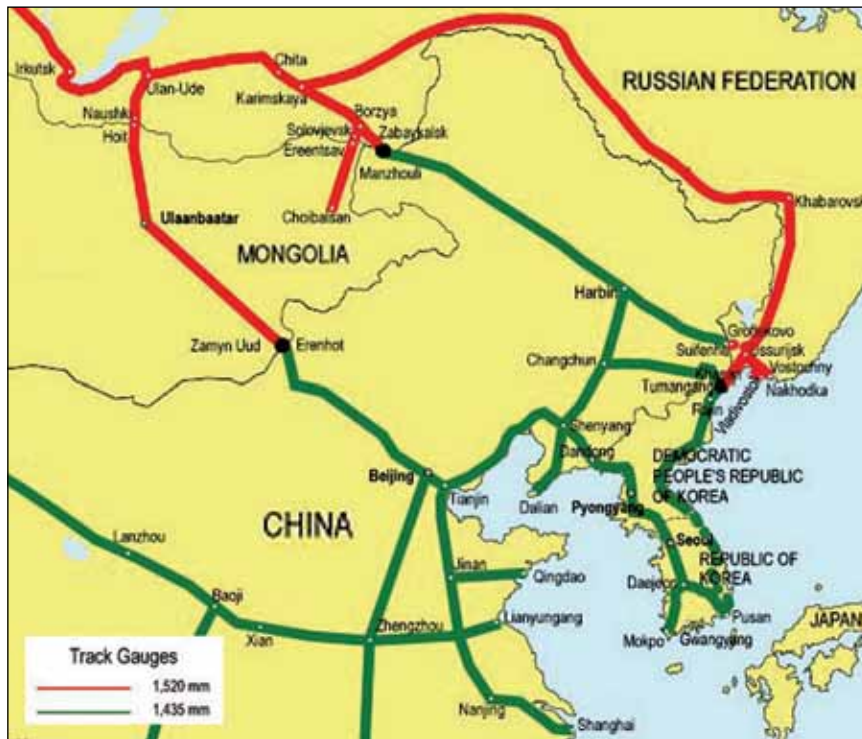 Irkutsk
Ulan-Ude
Chita
Karimskaya
RUSSIAN FEDERATION
Naushk
Hoit
Borzya
Solovjevsk
Zabaykalsk
Ereentsav
Manzhouli
Choibalsan
Khabarovsk
Ulaanbaatar
MONGOLIA
Harbin
Zamyn Uud
Erenhot
Grodekovo
Suifenhe
Ussurijsk
Changchun
Vostochny
Tumangang
Nakhodka
Rajin
Vladivostok
Shenyang
Dandong
DEMOCRATIC
PEOPLE'S REPUBLIC
OF KOREA
Beijing
Tianjin
Dalian
Pyongyang
CHINA
Lanzhou
Seoul
REPUBLIC OF
KOREA
Jinan
Qingdao
Daejeon
Baoji
Lianyungang
Pusan
Xian
Zhengzhou
Mokpo
Gwangyang
JAPAN
Track Gauges
1,520 mm
1,435 mm
Nanjing
Shanghai